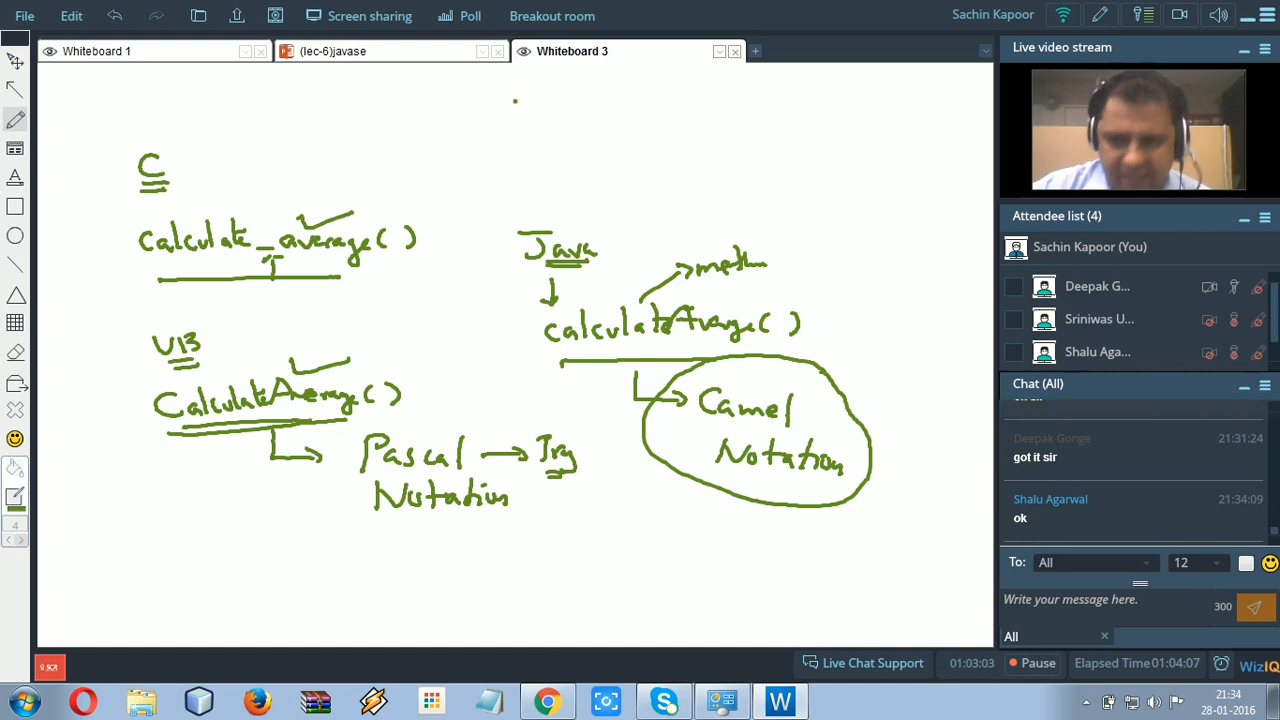 File Edit Screen sharing Poll Breakout room Sachin Kapoor
Whiteboard 1 (lec-6)javase Whiteboard 3
Live video stream
C
calculate_average( )
VB
CalculateAverage( )
Pascal
Notation
Java
calculateAverage( )
Camel
Notation
Attendee list (4)
Sachin Kapoor (You)
Deepak G...
Sriniwas U...
Shalu Aga...
Chat (All)
Deepak Gonge 21:31:24
got it sir
Shalu Agarwal 21:34:09
ok
To: All 12
Write your message here. 300
All
4
Live Chat Support 01:03:03 Pause Elapsed Time 01:04:07 WizIQ
21:34
28-01-2016